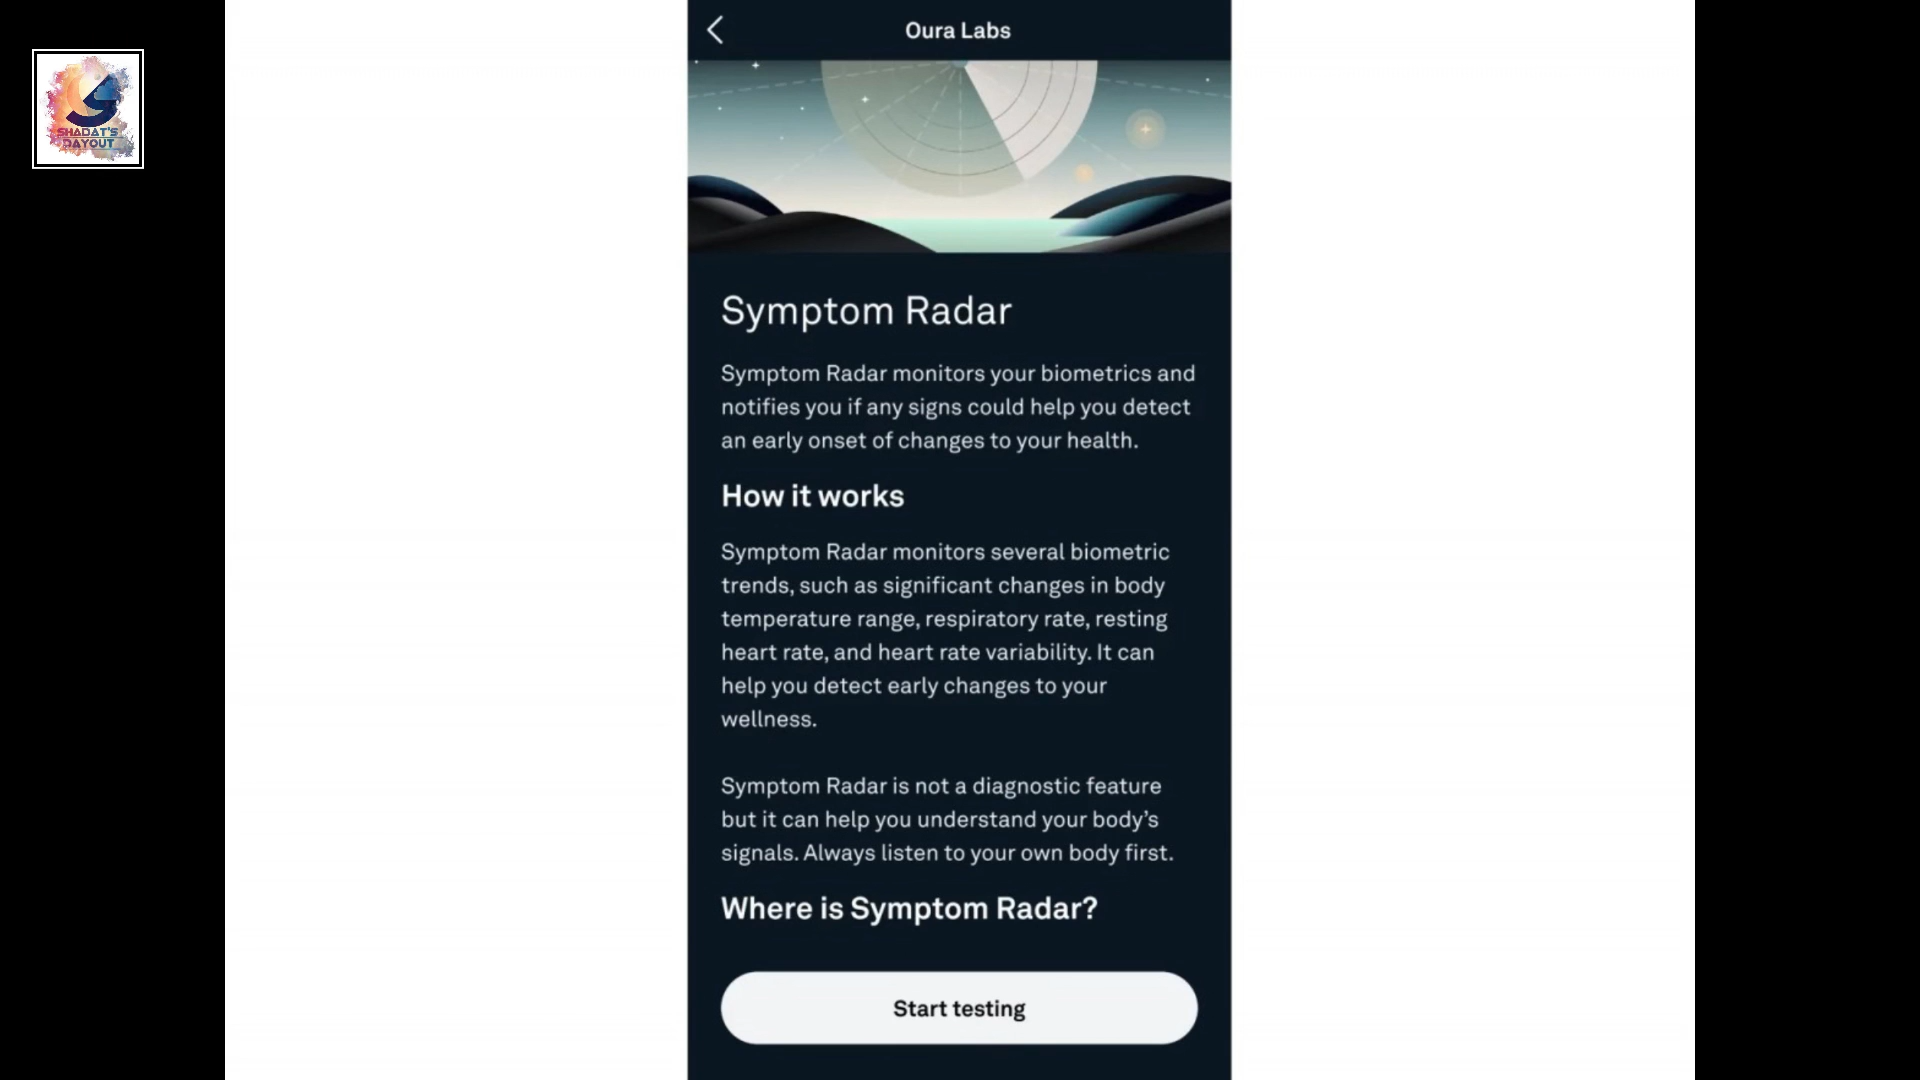 Oura Labs
SHADAT'S
DAYOUT
Symptom Radar
Symptom Radar monitors your biometrics and
notifies you if any signs could help you detect
an early onset of changes to your health.
How it works
Symptom Radar monitors several biometric
trends, such as significant changes in body
temperature range, respiratory rate, resting
heart rate, and heart rate variability. It can
help you detect early changes to your
wellness.
Symptom Radar is not a diagnostic feature
but it can help you understand your body’s
signals. Always listen to your own body first.
Where is Symptom Radar?
Start testing